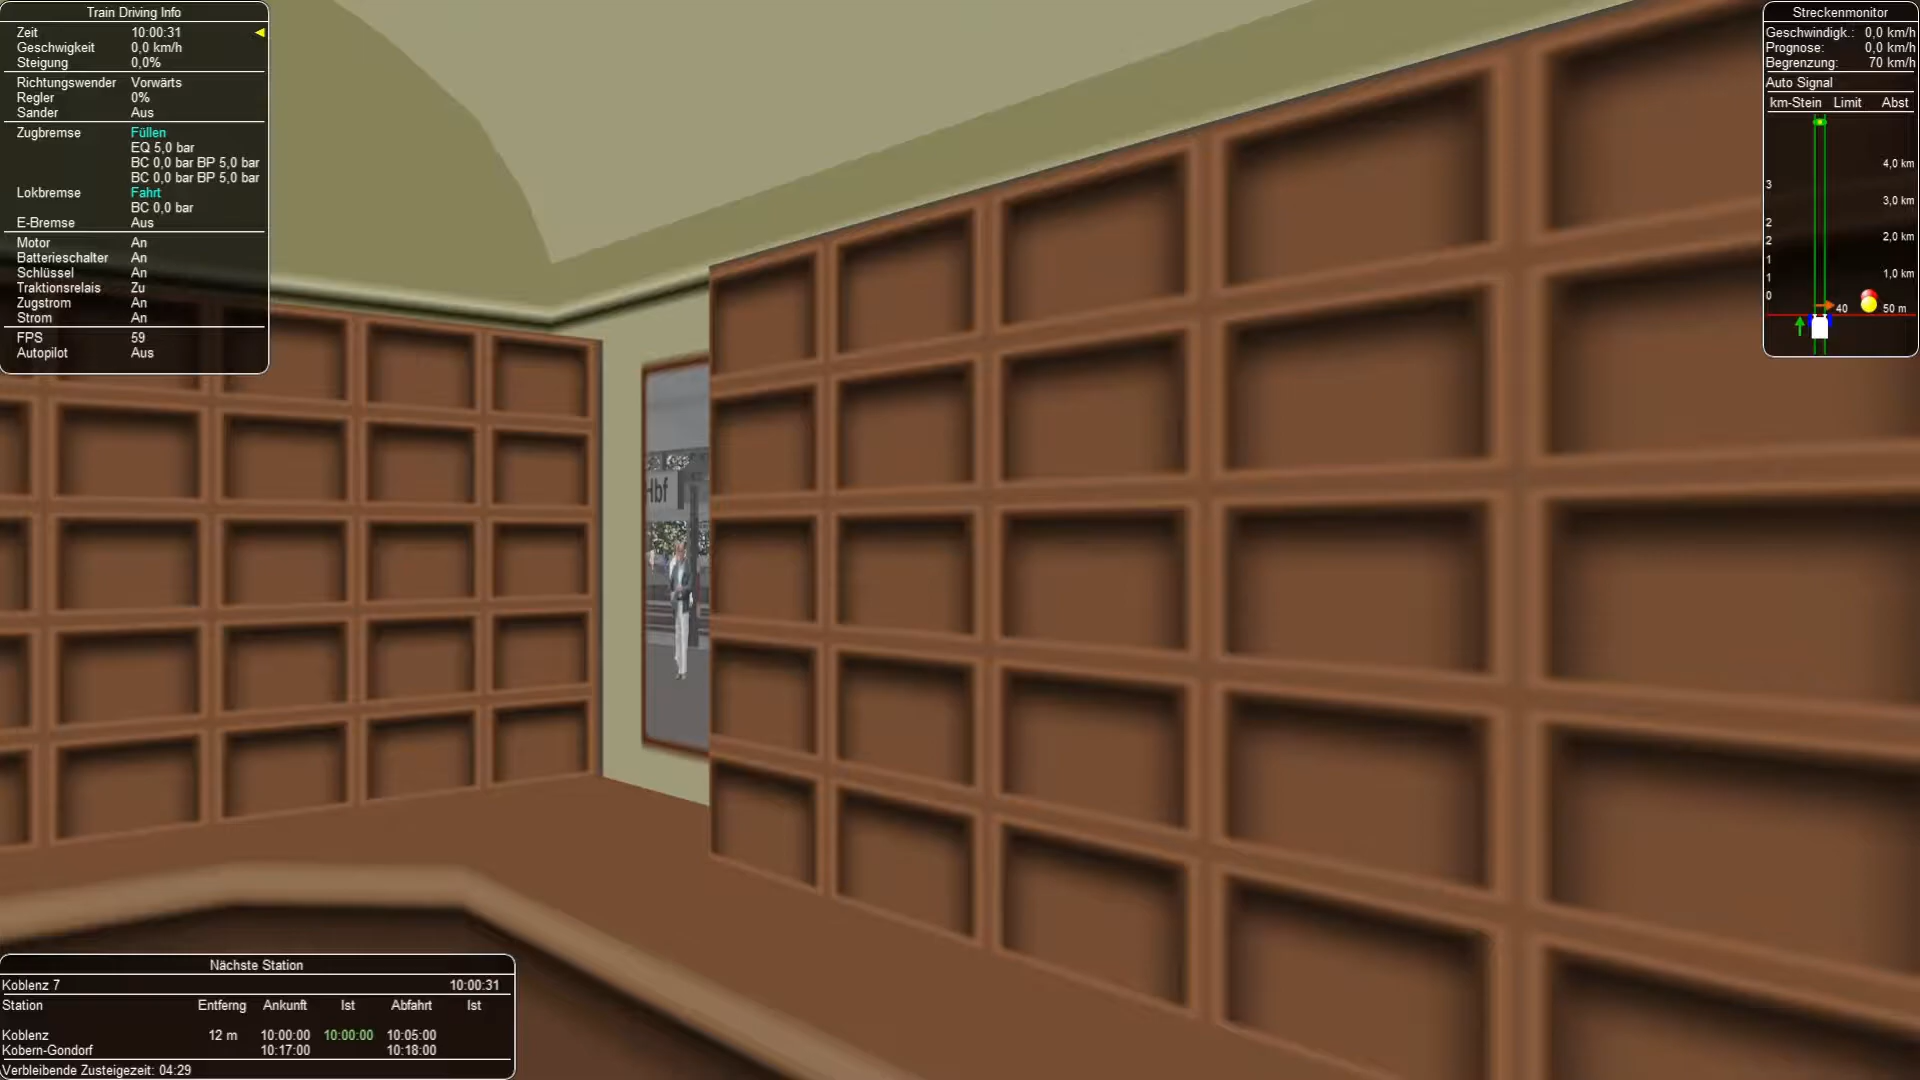 Train Driving Info
Zeit 10:00:31
Geschwigkeit 0,0 km/h
Steigung 0,0%
Richtungswender Vorwärts
Regler 0%
Sander Aus
Zugbremse Füllen
EQ 5,0 bar
BC 0,0 bar BP 5,0 bar
BC 0,0 bar BP 5,0 bar
Lokbremse Fahrt
BC 0,0 bar
E-Bremse Aus
Motor An
Batterieschalter An
Schlüssel An
Traktionsrelais Zu
Zugstrom An
Strom An
FPS 59
Autopilot Aus
Streckenmonitor
Geschwindigk.: 0,0 km/h
Prognose: 0,0 km/h
Begrenzung: 70 km/h
Auto Signal
km-Stein Limit Abst
4,0 km
3
3,0 km
2
2,0 km
2
1
1,0 km
1
0
40 50 m
Hbf
Nächste Station
Koblenz 7 10:00:31
Station Entferng Ankunft Ist Abfahrt Ist
Koblenz 12 m 10:00:00 10:00:00 10:05:00
Kobern-Gondorf 10:17:00 10:18:00
Verbleibende Zusteigezeit: 04:29